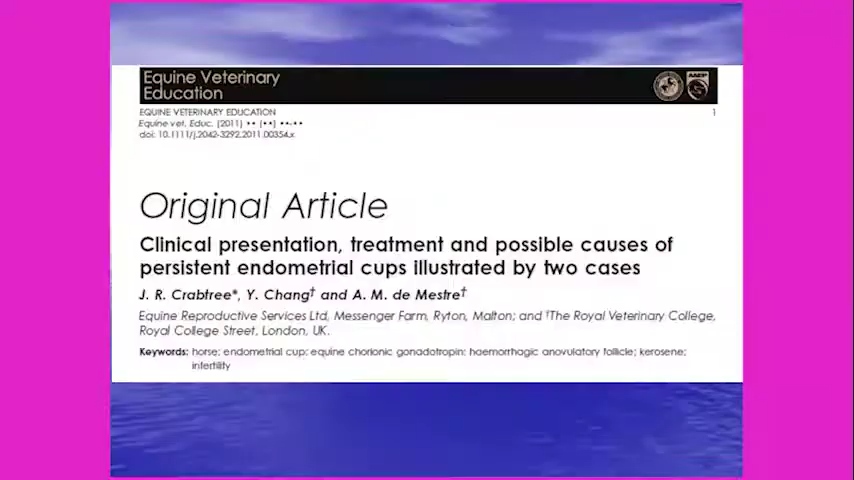 Equine Veterinary
Education
AAEP
EQUINE VETERINARY EDUCATION
1
Equine vet. Educ. (2011) •• (••) ••-••
doi: 10.1111/j.2042-3292.2011.00354.x
Original Article
Clinical presentation, treatment and possible causes of
persistent endometrial cups illustrated by two cases
J. R. Crabtree*, Y. Chang† and A. M. de Mestre†
Equine Reproductive Services Ltd, Messenger Farm, Ryton, Malton; and †The Royal Veterinary College,
Royal College Street, London, UK.
Keywords: horse; endometrial cup; equine chorionic gonadotropin; haemorrhagic anovulatory follicle; kerosene;
infertility